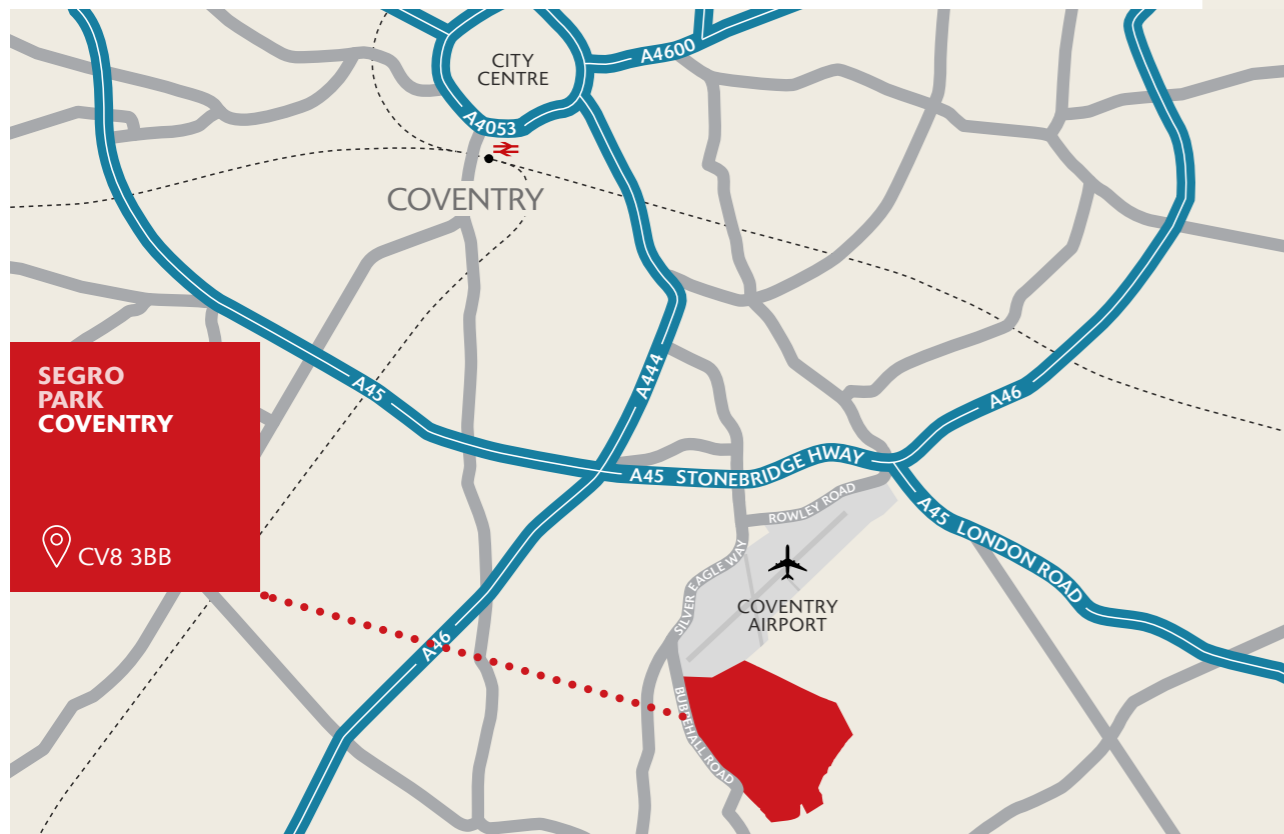 A4600
CITY
CENTRE
A4053
COVENTRY
SEGRO
PARK
COVENTRY
CV8 3BB
A45
A444
A46
A45 STONEBRIDGE HWAY
ROWLEY ROAD
A45 LONDON ROAD
SILVER EAGLE WAY
COVENTRY
AIRPORT
A46
ROAD